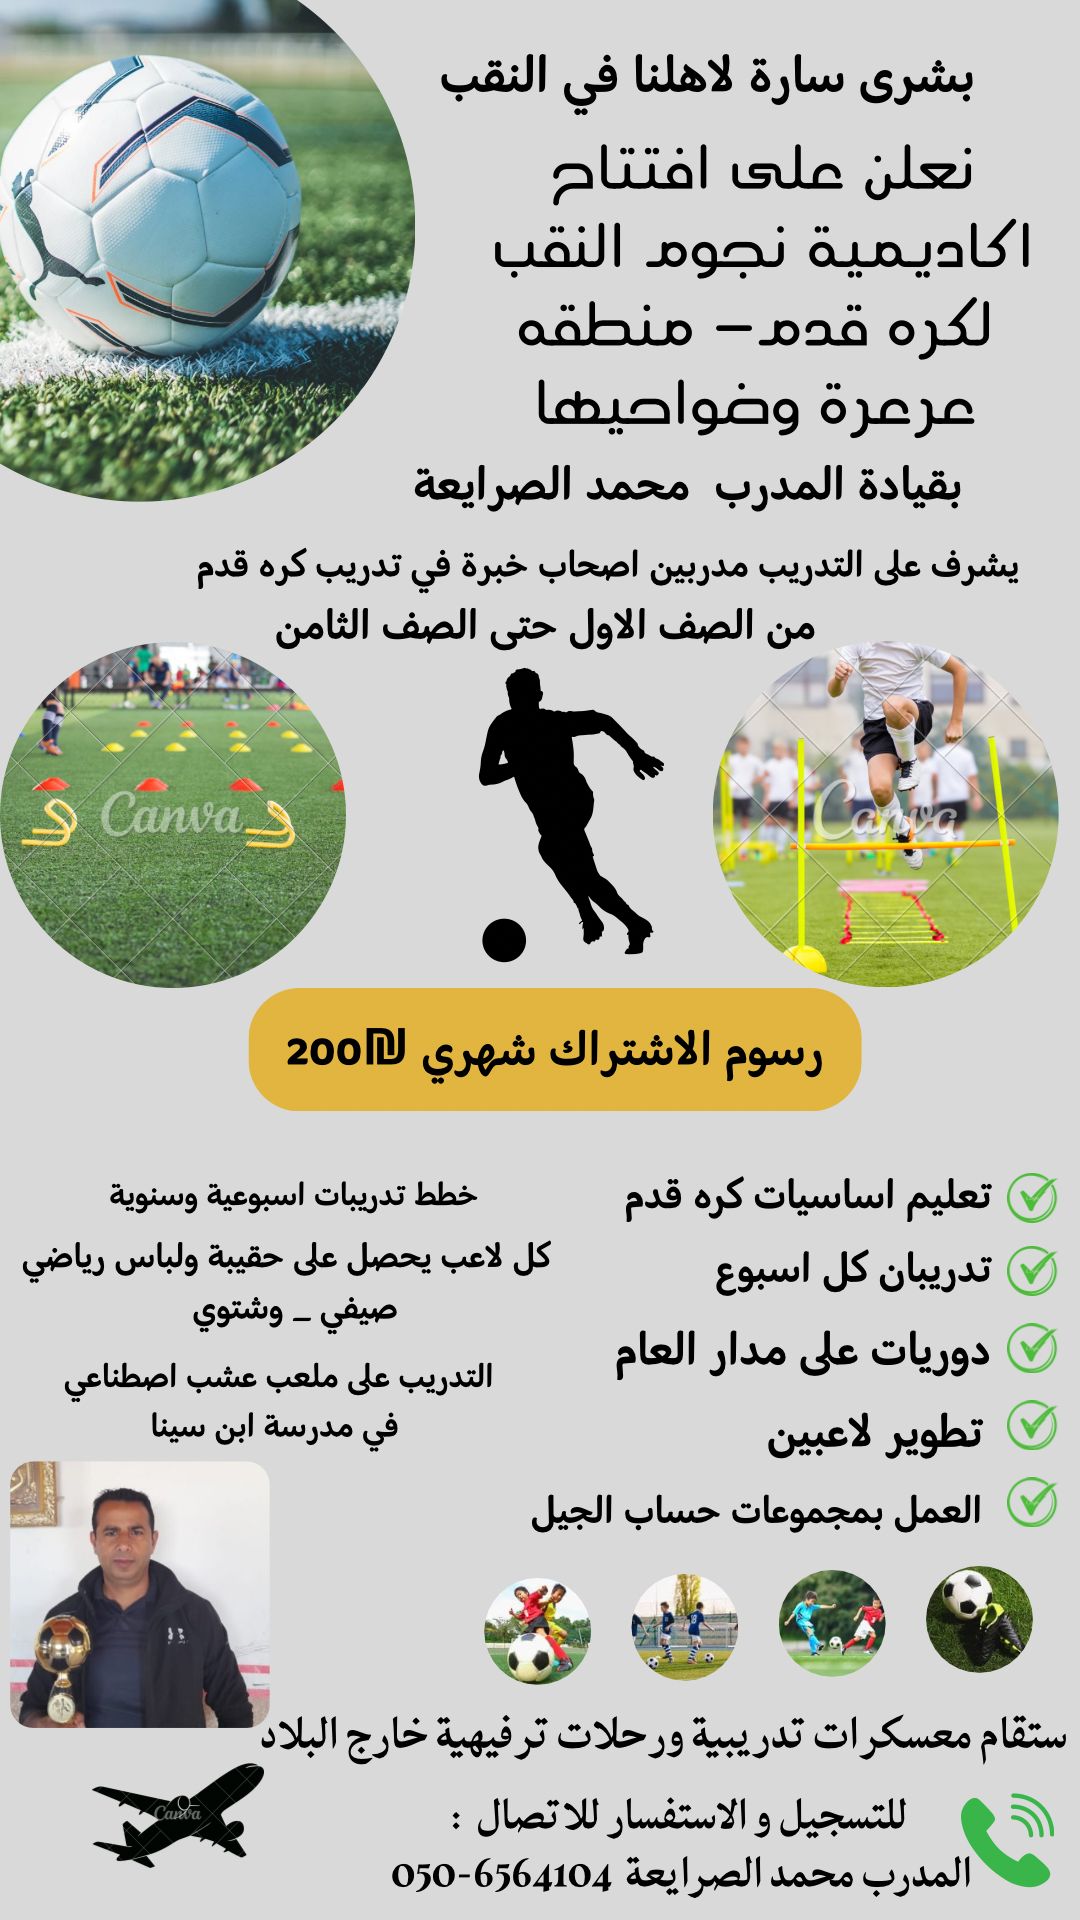 بشرى سارة لاهلنا في النقب
نعلن على افتتاح
اكاديمية نجوم النقب
لكره قدم- منطقه
عرعرة وضواحيها
بقيادة المدرب محمد الصرايعة
يشرف على التدريب مدربين اصحاب خبرة في تدريب كره قدم
من الصف الاول حتى الصف الثامن
Canva
Canva
رسوم الاشتراك شهري 200₪
تعليم اساسيات كره قدم
تدريبان كل اسبوع
دوريات على مدار العام
تطوير لاعبين
العمل بمجموعات حساب الجيل
خطط تدريبات اسبوعية وسنوية
كل لاعب يحصل على حقيبة ولباس رياضي
صيفي _ وشتوي
التدريب على ملعب عشب اصطناعي
في مدرسة ابن سينا
ستقام معسكرات تدريبية ورحلات ترفيهية خارج البلاد
Canva
للتسجيل و الاستفسار للاتصال :
المدرب محمد الصرايعة 050-6564104